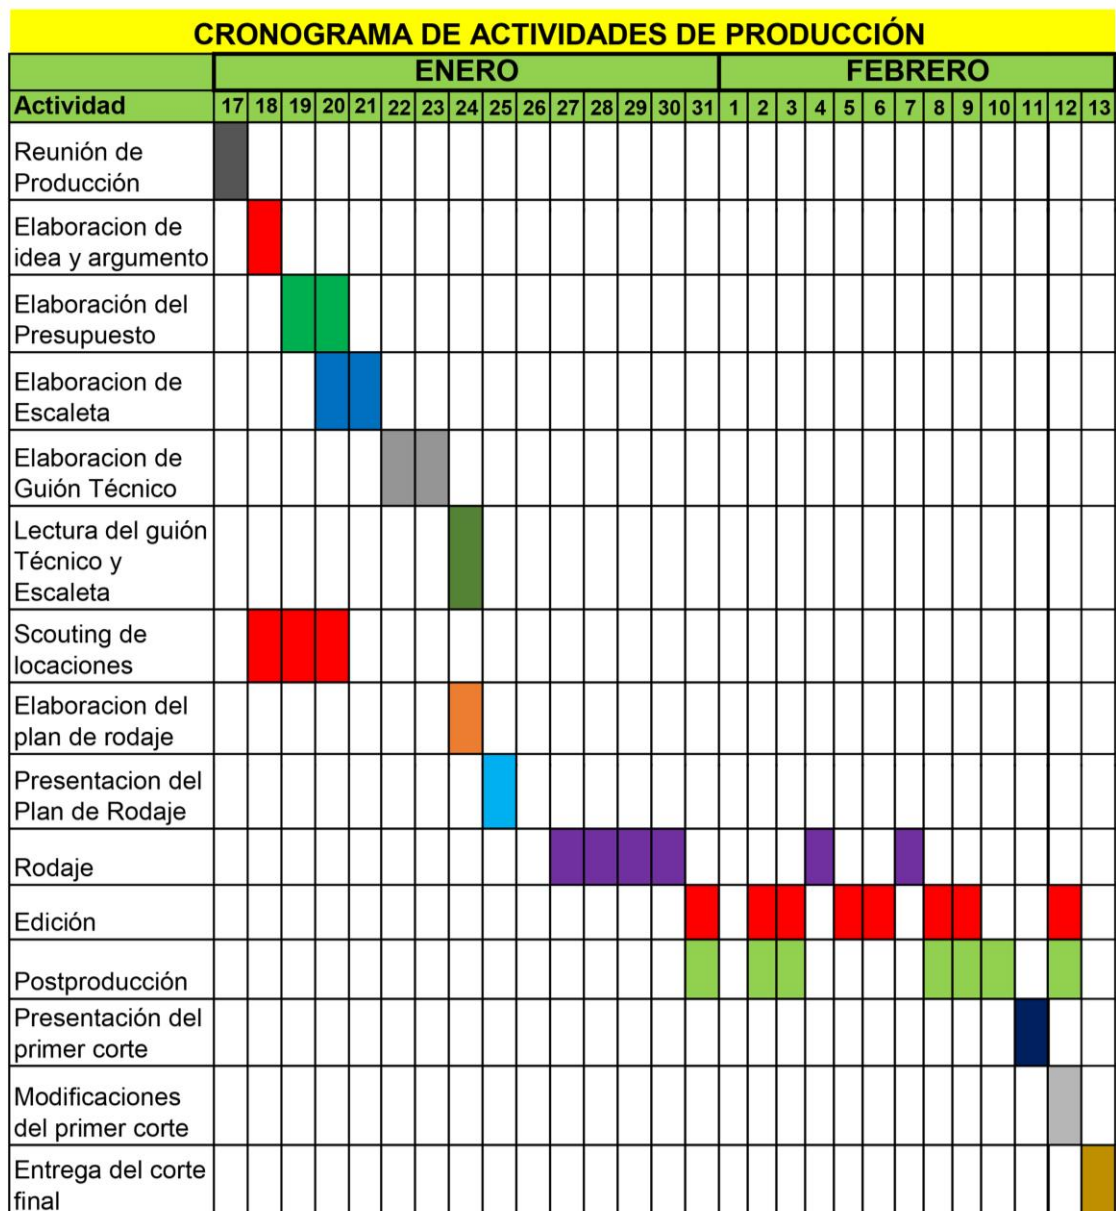 CRONOGRAMA DE ACTIVIDADES DE PRODUCCIÓN
ENERO FEBRERO
Actividad 17 18 19 20 21 22 23 24 25 26 27 28 29 30 31 1 2 3 4 5 6 7 8 9 10 11 12 13
Reunión de
Producción
Elaboracion de
idea y argumento
Elaboración del
Presupuesto
Elaboracion de
Escaleta
Elaboracion de
Guión Técnico
Lectura del guión
Técnico y
Escaleta
Scouting de
locaciones
Elaboracion del
plan de rodaje
Presentacion del
Plan de Rodaje
Rodaje
Edición
Postproducción
Presentación del
primer corte
Modificaciones
del primer corte
Entrega del corte
final